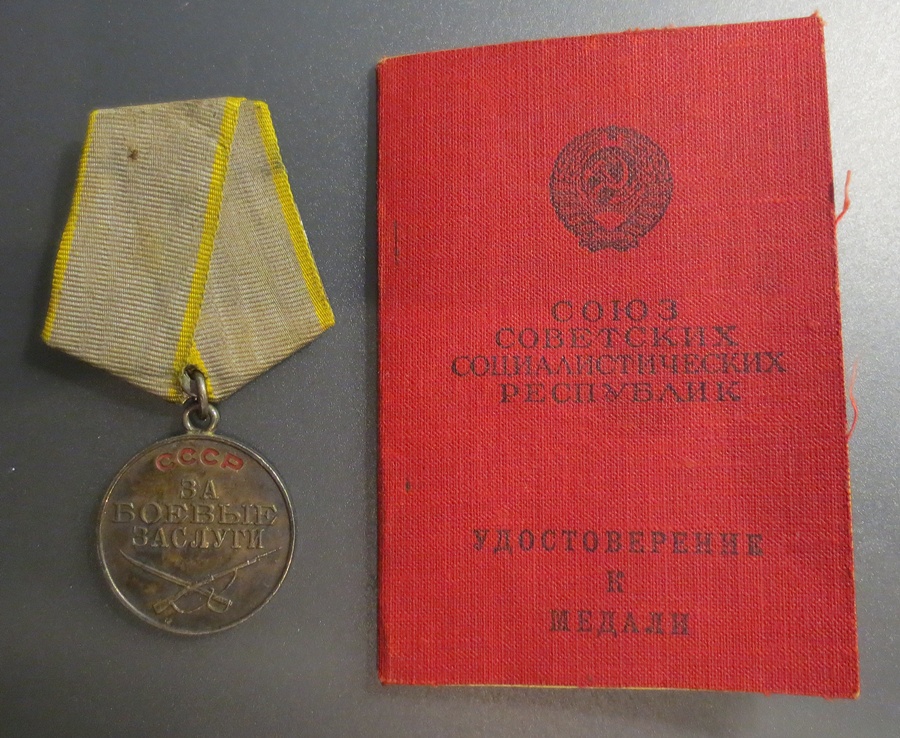 СССР
ЗА
БОЕВЫЕ
ЗАСЛУГИ
СОЮЗ
СОВЕТСКИХ
СОЦИАЛИСТИЧЕСКИХ
РЕСПУБЛИК
УДОСТОВЕРЕНИЕ
К
МЕДАЛИ